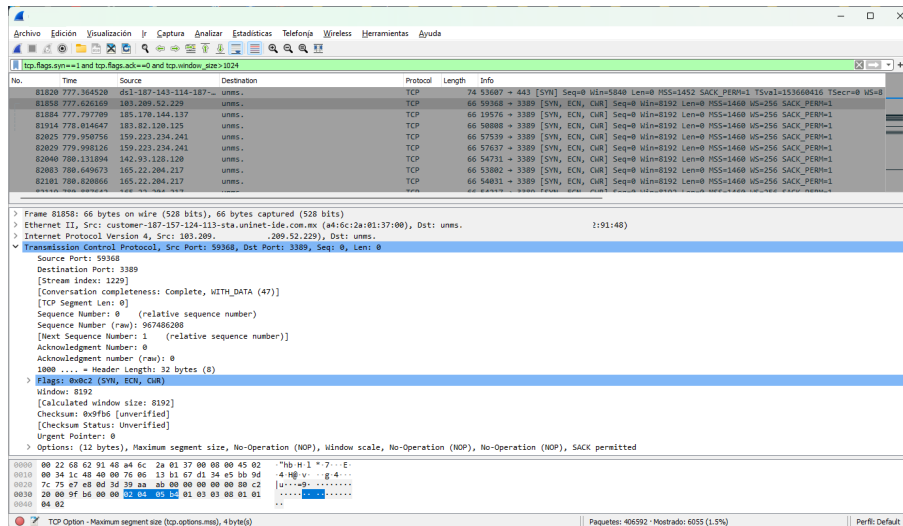 Archivo Edición Visualización Ir Captura Analizar Estadísticas Telefonía Wireless Herramientas Ayuda
tcp.flags.syn==1 and tcp.flags.ack==0 and tcp.window_size>1024
No. Time Source Destination Protocol Length Info
81820 777.364520 dsl-187-143-114-187-… unms. TCP 74 53607 → 443 [SYN] Seq=0 Win=5840 Len=0 MSS=1452 SACK_PERM=1 TSval=153660416 TSecr=0 WS=8
81858 777.626169 103.209.52.229 unms. TCP 66 59368 → 3389 [SYN, ECN, CWR] Seq=0 Win=8192 Len=0 MSS=1460 WS=256 SACK_PERM=1
81884 777.797709 185.170.144.137 unms. TCP 66 19576 → 3389 [SYN, ECN, CWR] Seq=0 Win=8192 Len=0 MSS=1460 WS=256 SACK_PERM=1
81914 778.014647 183.82.120.125 unms. TCP 66 50808 → 3389 [SYN, ECN, CWR] Seq=0 Win=8192 Len=0 MSS=1460 WS=256 SACK_PERM=1
82025 779.950756 159.223.234.241 unms. TCP 66 57539 → 3389 [SYN, ECN, CWR] Seq=0 Win=8192 Len=0 MSS=1460 WS=256 SACK_PERM=1
82029 779.998126 159.223.234.241 unms. TCP 66 57637 → 3389 [SYN, ECN, CWR] Seq=0 Win=8192 Len=0 MSS=1460 WS=256 SACK_PERM=1
82040 780.131894 142.93.128.120 unms. TCP 66 54731 → 3389 [SYN, ECN, CWR] Seq=0 Win=8192 Len=0 MSS=1460 WS=256 SACK_PERM=1
82083 780.649673 165.22.204.217 unms. TCP 66 53802 → 3389 [SYN, ECN, CWR] Seq=0 Win=8192 Len=0 MSS=1460 WS=256 SACK_PERM=1
82101 780.820866 165.22.204.217 unms. TCP 66 54031 → 3389 [SYN, ECN, CWR] Seq=0 Win=8192 Len=0 MSS=1460 WS=256 SACK_PERM=1
Frame 81858: 66 bytes on wire (528 bits), 66 bytes captured (528 bits)
Ethernet II, Src: customer-187-157-124-113-sta.uninet-ide.com.mx (a4:6c:2a:01:37:00), Dst: unms. 2:91:48)
Internet Protocol Version 4, Src: 103.209. .209.52.229), Dst: unms.
Transmission Control Protocol, Src Port: 59368, Dst Port: 3389, Seq: 0, Len: 0
Source Port: 59368
Destination Port: 3389
[Stream index: 1229]
[Conversation completeness: Complete, WITH_DATA (47)]
[TCP Segment Len: 0]
Sequence Number: 0 (relative sequence number)
Sequence Number (raw): 967486208
[Next Sequence Number: 1 (relative sequence number)]
Acknowledgment Number: 0
Acknowledgment number (raw): 0
1000 .... = Header Length: 32 bytes (8)
Flags: 0x0c2 (SYN, ECN, CWR)
Window: 8192
[Calculated window size: 8192]
Checksum: 0x9fb6 [unverified]
[Checksum Status: Unverified]
Urgent Pointer: 0
Options: (12 bytes), Maximum segment size, No-Operation (NOP), Window scale, No-Operation (NOP), No-Operation (NOP), SACK permitted
0000 00 22 68 62 91 48 a4 6c 2a 01 37 00 08 00 45 02 ·"hb·H·l *·7···E·
0010 00 34 1c 48 40 00 76 06 13 b1 67 d1 34 e5 bb 9d ·4·H@·v· ··g·4···
0020 7c 75 e7 e8 0d 3d 39 aa ab 00 00 00 00 00 80 c2 |u···=9· ········
0030 20 00 9f b6 00 00 02 04 05 b4 01 03 03 08 01 01 ······ ·· ········
0040 04 02 ··
TCP Option - Maximum segment size (tcp.options.mss), 4 byte(s) Paquetes: 406592 · Mostrado: 6055 (1.5%) Perfil: Default